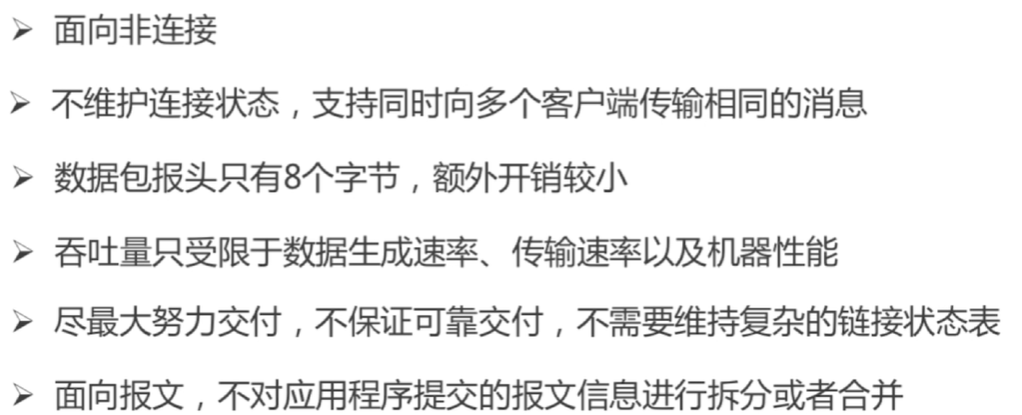 ➢ 面向非连接
➢ 不维护连接状态，支持同时向多个客户端传输相同的消息
➢ 数据包报头只有8个字节，额外开销较小
➢ 吞吐量只受限于数据生成速率、传输速率以及机器性能
➢ 尽最大努力交付，不保证可靠交付，不需要维持复杂的链接状态表
➢ 面向报文，不对应用程序提交的报文信息进行拆分或者合并